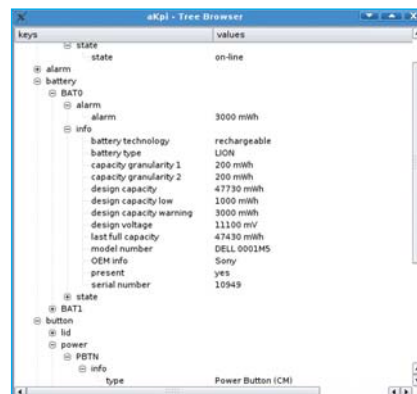 aKpi - Tree Browser
keys values
state
state on-line
alarm
battery
BAT0
alarm
alarm 3000 mWh
info
battery technology rechargeable
battery type LION
capacity granularity 1 200 mWh
capacity granularity 2 200 mWh
design capacity 47730 mWh
design capacity low 1000 mWh
design capacity warning 3000 mWh
design voltage 11100 mV
last full capacity 47430 mWh
model number DELL 0001M5
OEM info Sony
present yes
serial number 10949
state
BAT1
button
lid
power
PBTN
info
type Power Button (CM)